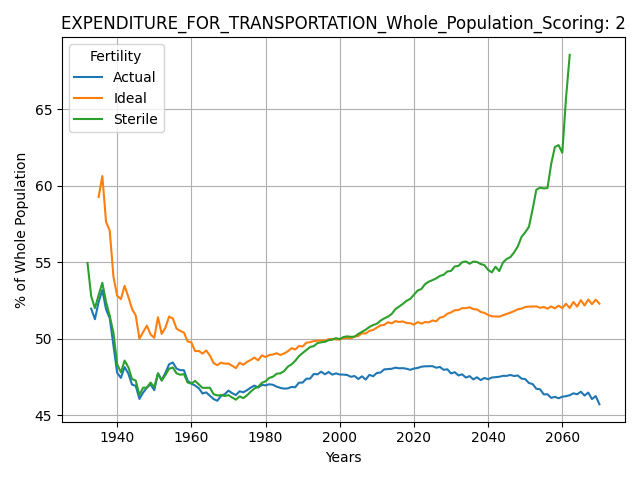 EXPENDITURE_FOR_TRANSPORTATION_Whole_Population_Scoring: 2
Fertility
Actual
Ideal
Sterile
% of Whole Population
65
60
55
50
45
1940 1960 1980 2000 2020 2040 2060
Years